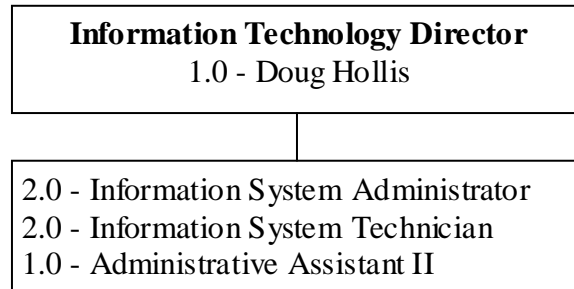 Information Technology Director
1.0 - Doug Hollis
2.0 - Information System Administrator
2.0 - Information System Technician
1.0 - Administrative Assistant II